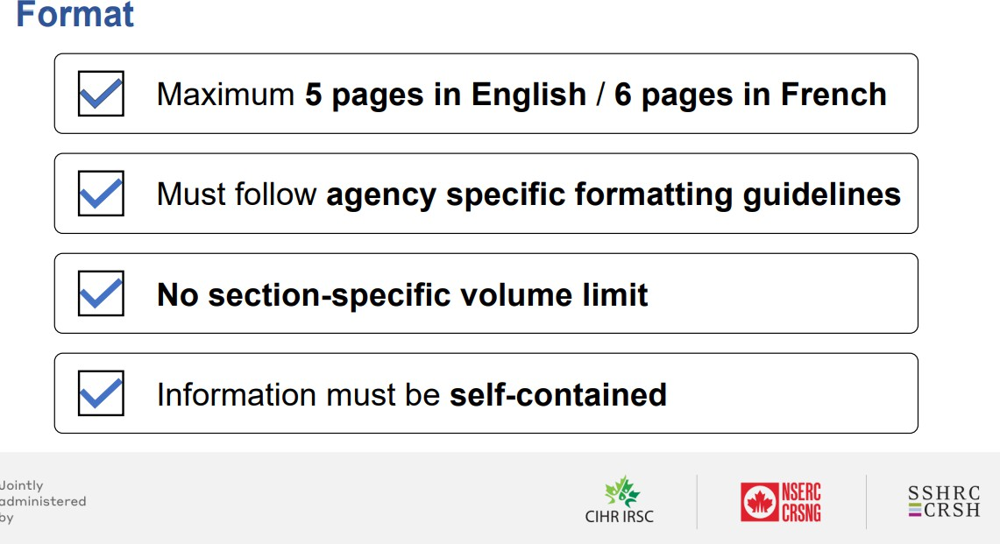 Format
Maximum 5 pages in English / 6 pages in French
Must follow agency specific formatting guidelines
No section-specific volume limit
Information must be self-contained
Jointly
administered
by
CIHR IRSC
NSERC
CRSNG
SSHRC
CRSH